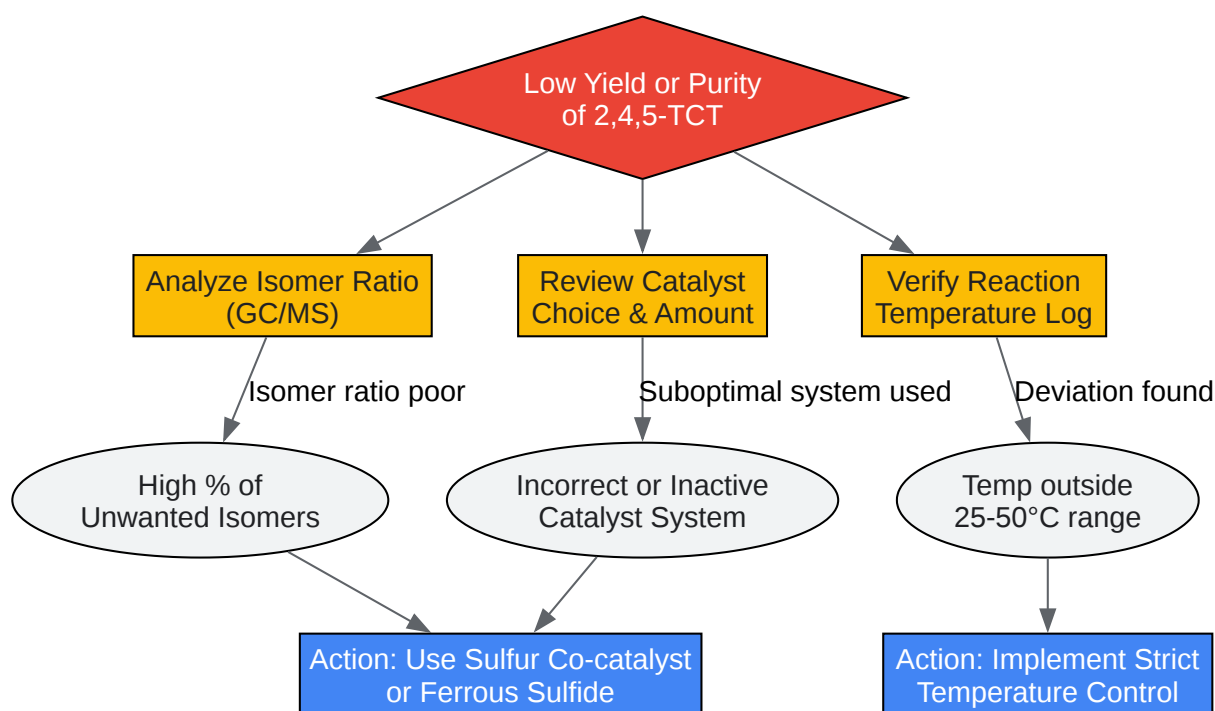 Low Yield or Purity
of 2,4,5-TCT
Analyze Isomer Ratio
(GC/MS)
Review Catalyst
Choice & Amount
Verify Reaction
Temperature Log
Isomer ratio poor
Suboptimal system used
Deviation found
High % of
Unwanted Isomers
Incorrect or Inactive
Catalyst System
Temp outside
25-50°C range
Action: Use Sulfur Co-catalyst
or Ferrous Sulfide
Action: Implement Strict
Temperature Control